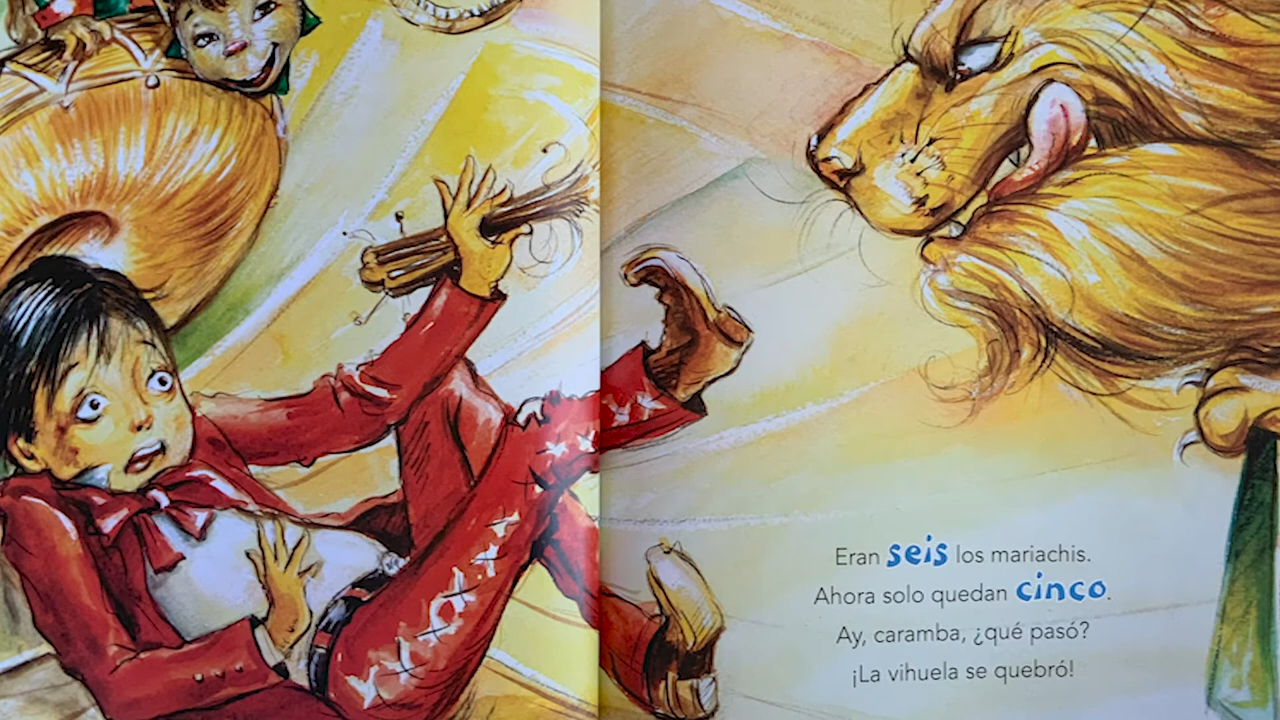 Eran seis los mariachis.
Ahora solo quedan cinco.
Ay, caramba, ¿qué pasó?
¡La vihuela se quebró!